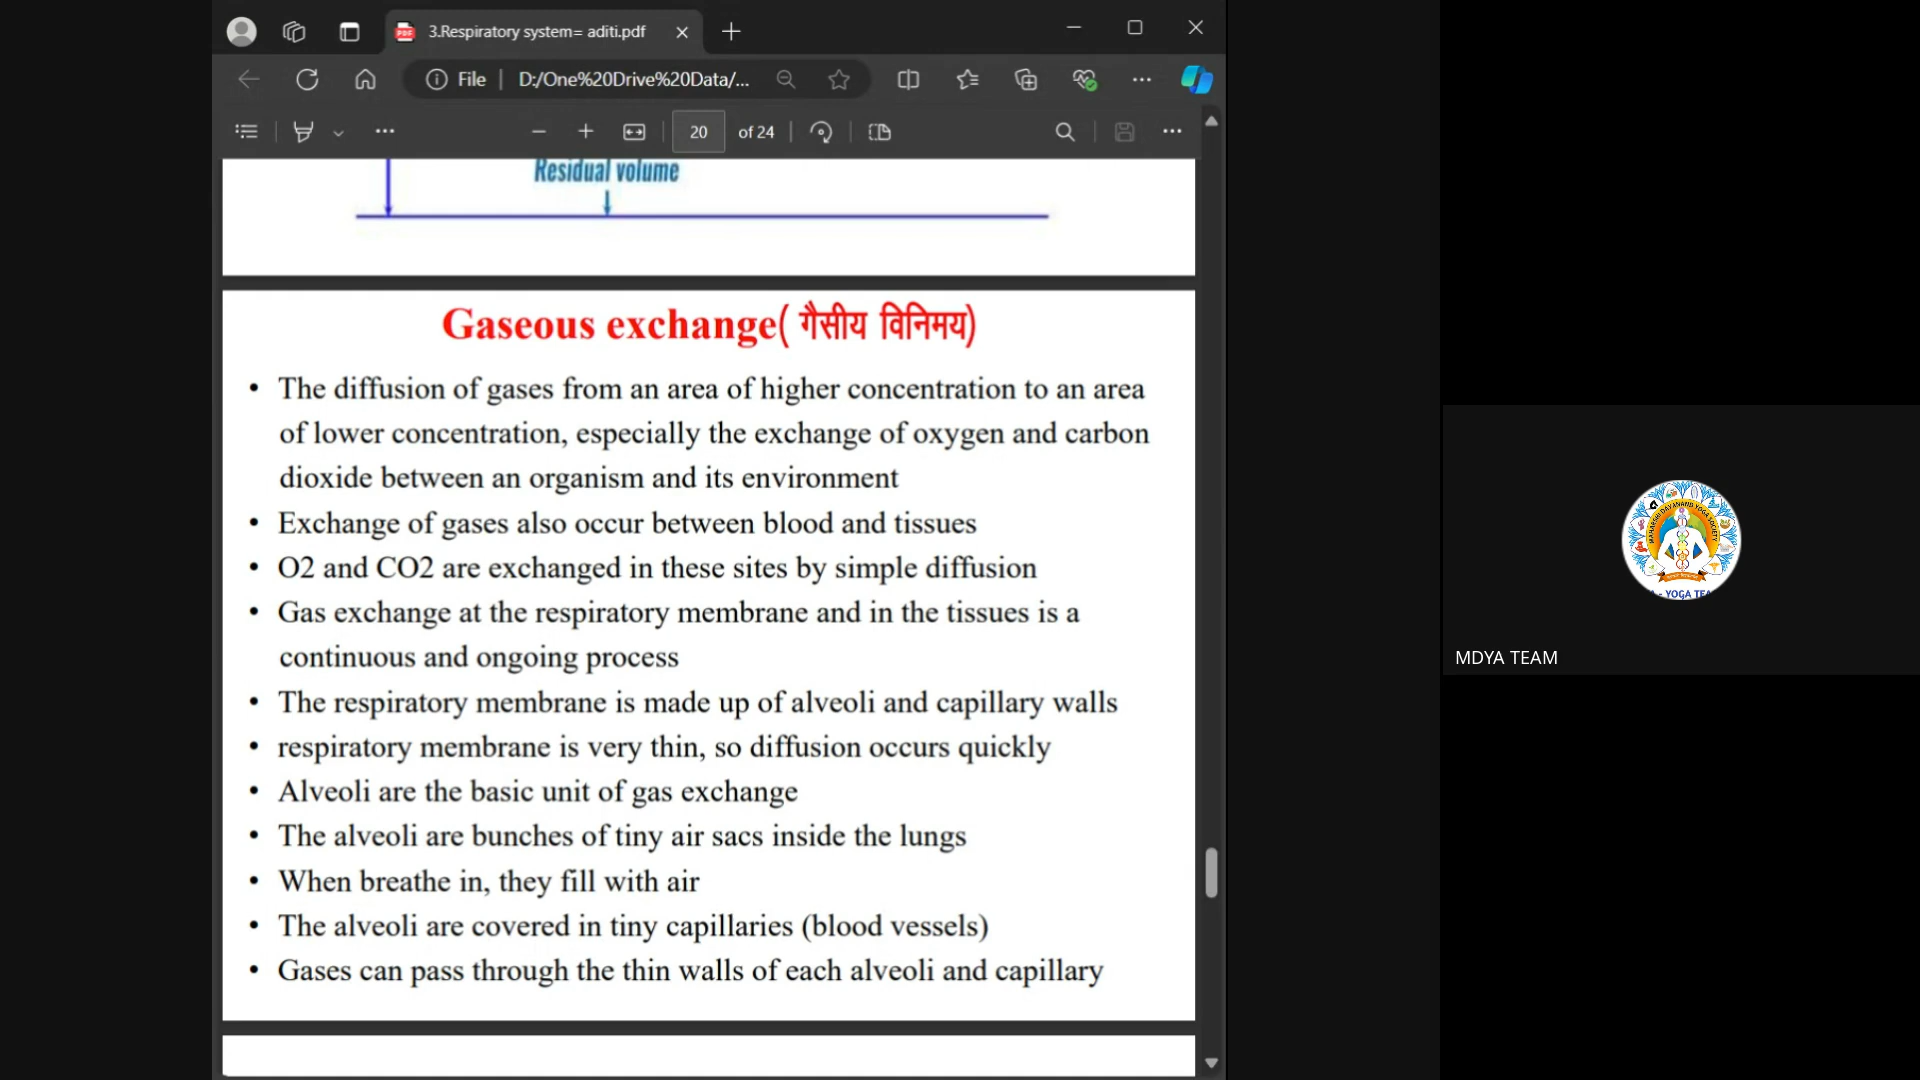 3.Respiratory system= aditi.pdf
File
D:/One%20Drive%20Data/...
20 of 24
Residual volume
Gaseous exchange( गैसीय विनिमय)
• The diffusion of gases from an area of higher concentration to an area
of lower concentration, especially the exchange of oxygen and carbon
dioxide between an organism and its environment
• Exchange of gases also occur between blood and tissues
• O2 and CO2 are exchanged in these sites by simple diffusion
• Gas exchange at the respiratory membrane and in the tissues is a
continuous and ongoing process
• The respiratory membrane is made up of alveoli and capillary walls
• respiratory membrane is very thin, so diffusion occurs quickly
• Alveoli are the basic unit of gas exchange
• The alveoli are bunches of tiny air sacs inside the lungs
• When breathe in, they fill with air
• The alveoli are covered in tiny capillaries (blood vessels)
• Gases can pass through the thin walls of each alveoli and capillary
MAHARSHI DAYANAND YOGA SOCIETY
- YOGA
MDYA TEAM